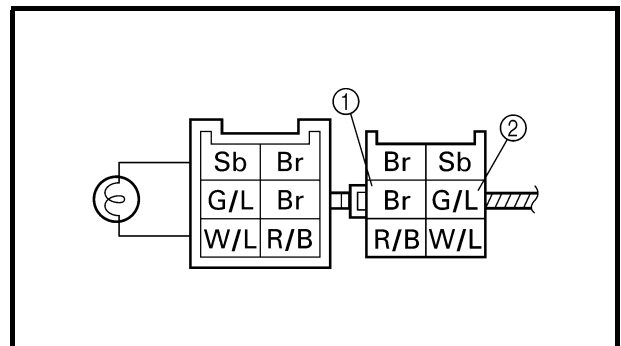 ① ②
Sb Br Br Sb
G/L Br Br G/L
W/L R/B R/B W/L